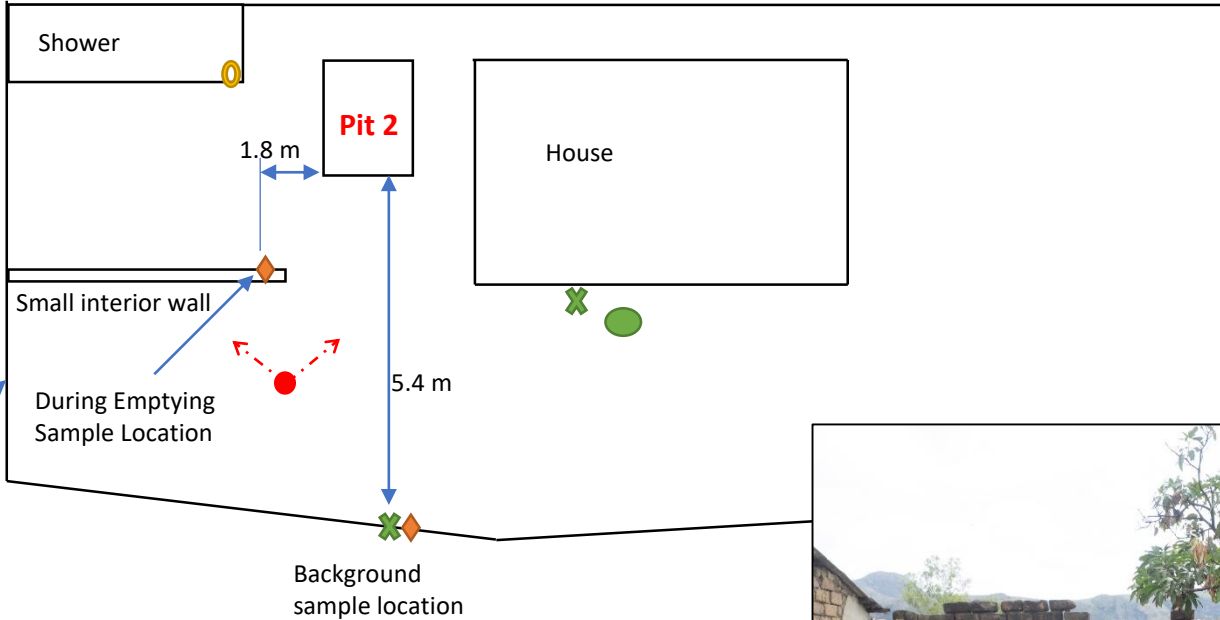 Shower
Pit 2
1.8 m
House
Small interior wall
During Emptying
Sample Location
5.4 m
Background
sample location